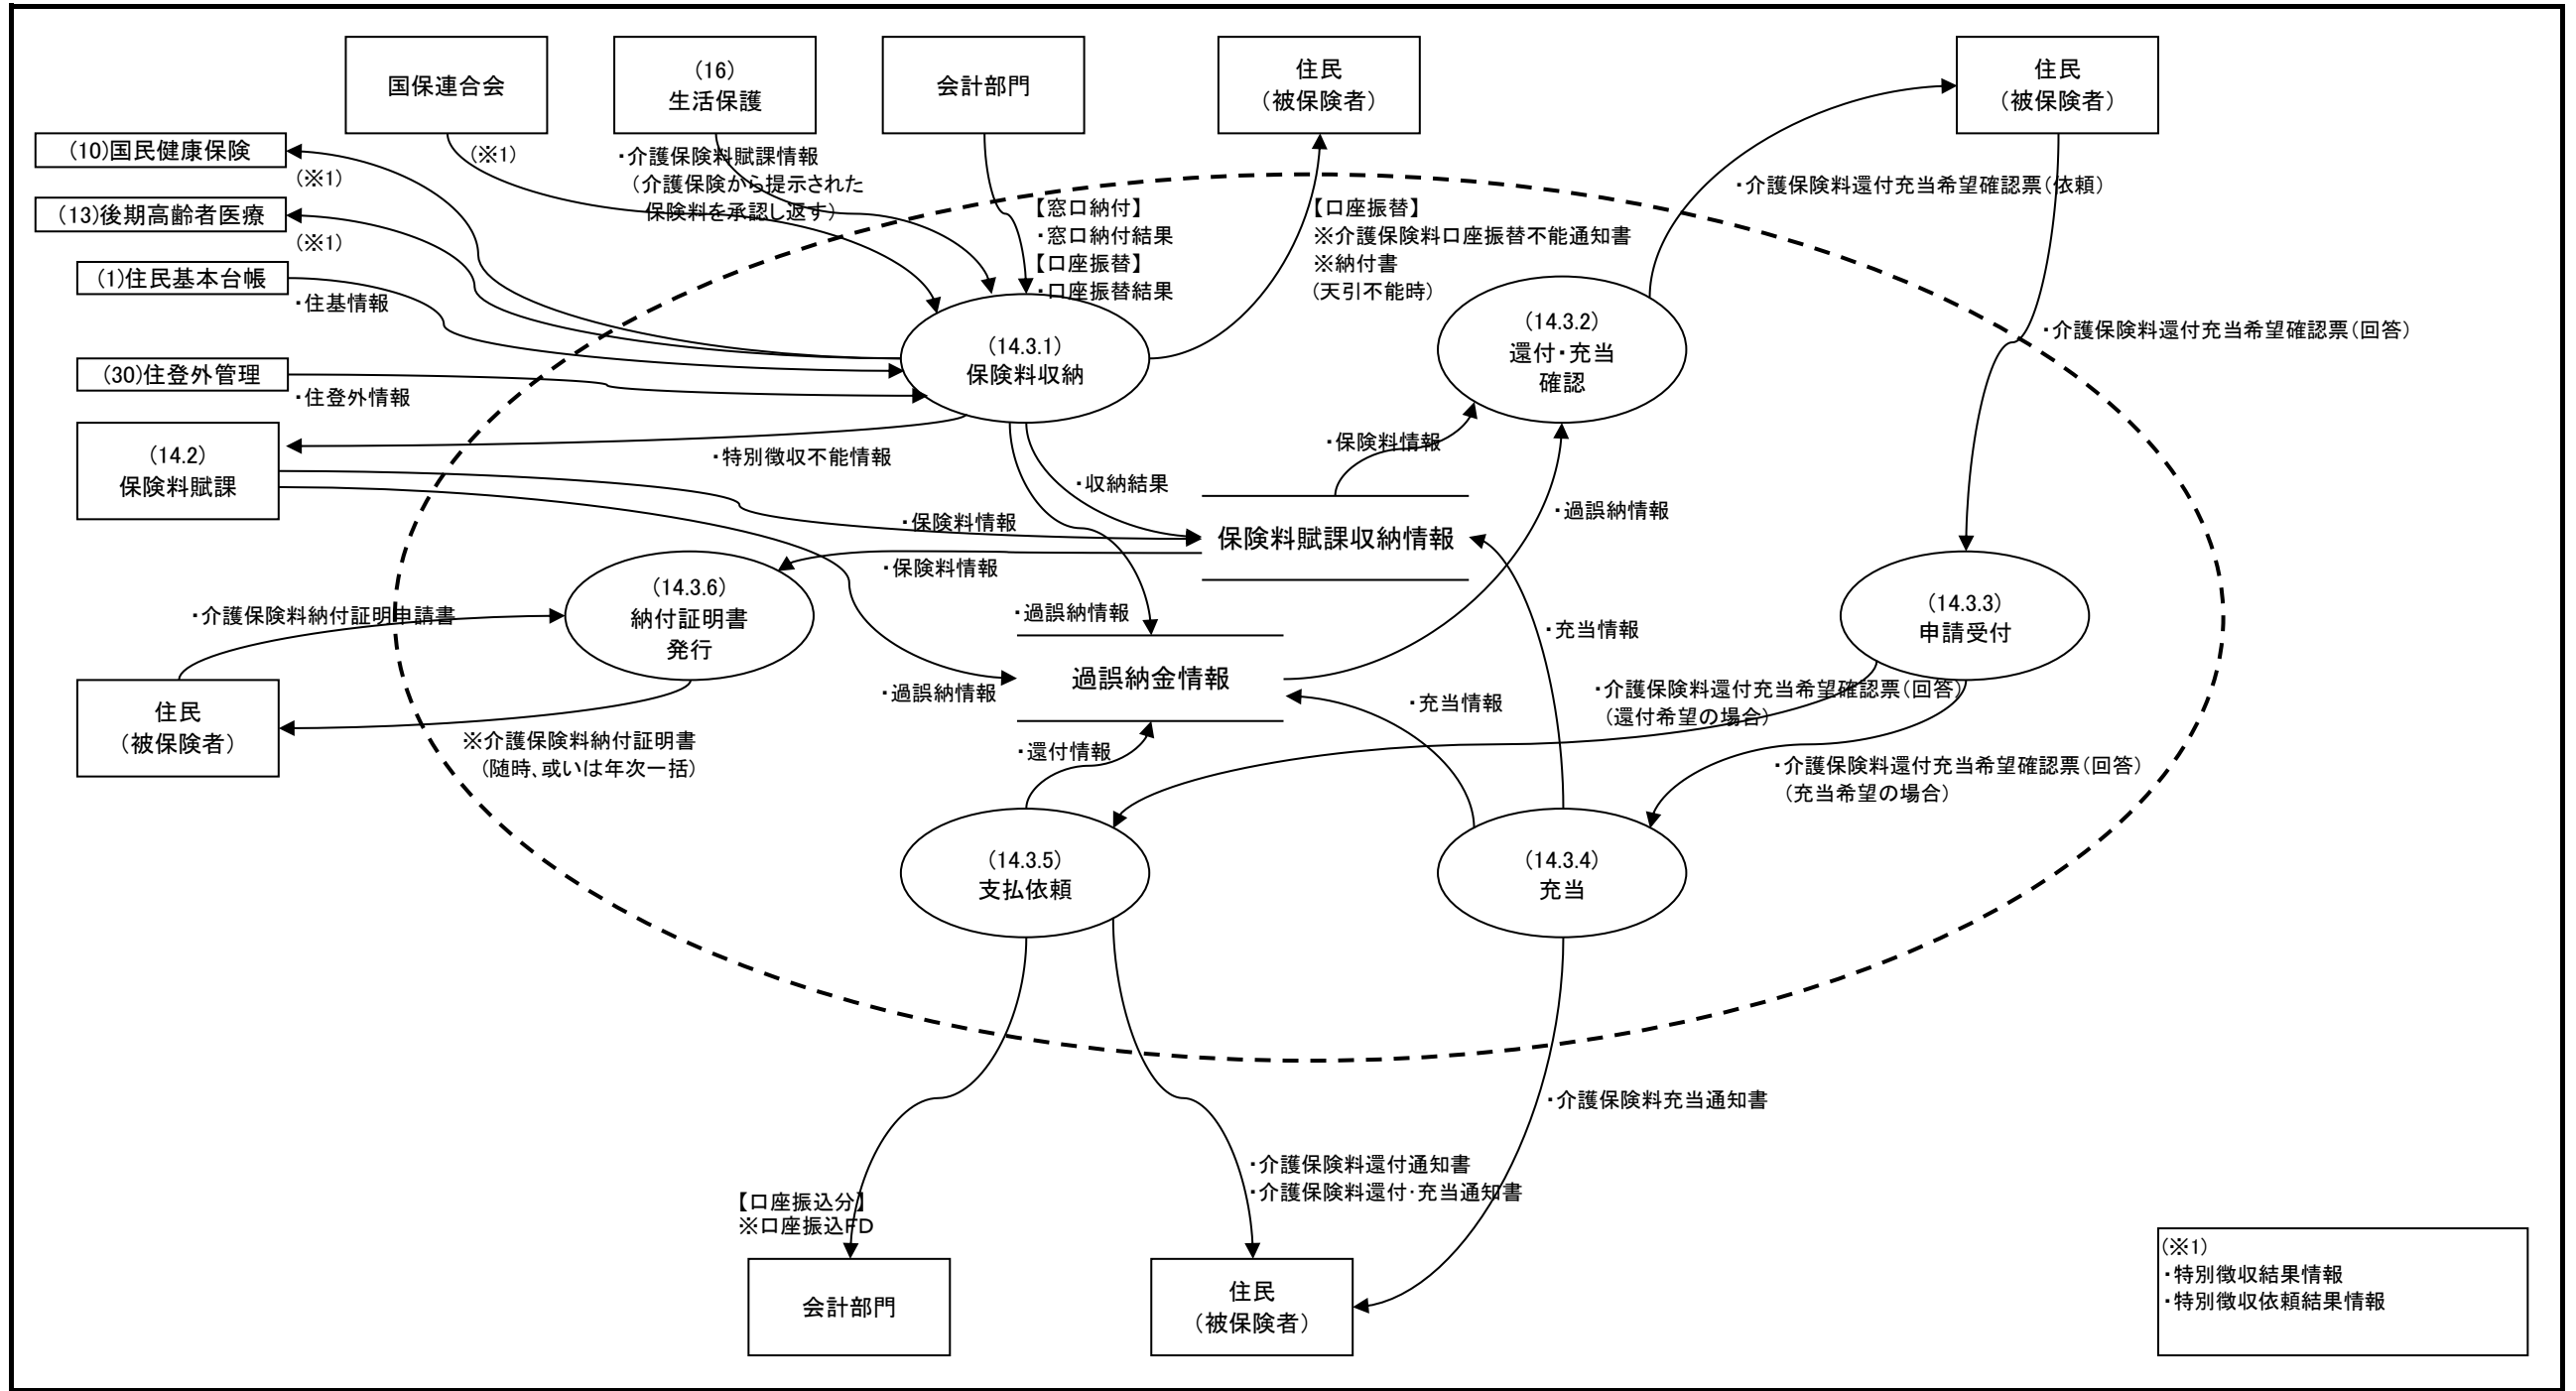 国保連合会
(16)
生活保護
会計部門
住民
(被保険者)
住民
(被保険者)
(10)国民健康保険
(※1)
(13)後期高齢者医療
(※1)
(1)住民基本台帳
・住基情報
(30)住登外管理
・住登外情報
(14.2)
保険料賦課
(※1)
・介護保険料賦課情報
(介護保険から提示された
保険料を承認し返す)
【窓口納付】
・窓口納付結果
【口座振替】
・口座振替結果
【口座振替】
※介護保険料口座振替不能通知書
※納付書
(天引不能時)
・介護保険料還付充当希望確認票(依頼)
・介護保険料還付充当希望確認票(回答)
(14.3.1)
保険料収納
(14.3.2)
還付・充当
確認
・特別徴収不能情報
・収納結果
・保険料情報
・保険料情報
・過誤納情報
保険料賦課収納情報
・保険料情報
(14.3.6)
納付証明書
発行
・介護保険料納付証明申請書
・過誤納情報
・充当情報
(14.3.3)
申請受付
過誤納金情報
・過誤納情報
・充当情報
・介護保険料還付充当希望確認票(回答)
(還付希望の場合)
住民
(被保険者)
※介護保険料納付証明書
(随時、或いは年次一括)
・還付情報
・介護保険料還付充当希望確認票(回答)
(充当希望の場合)
(14.3.5)
支払依頼
(14.3.4)
充当
・介護保険料充当通知書
・介護保険料還付通知書
・介護保険料還付・充当通知書
【口座振込分】
※口座振込FD
会計部門
住民
(被保険者)
(※1)
・特別徴収結果情報
・特別徴収依頼結果情報